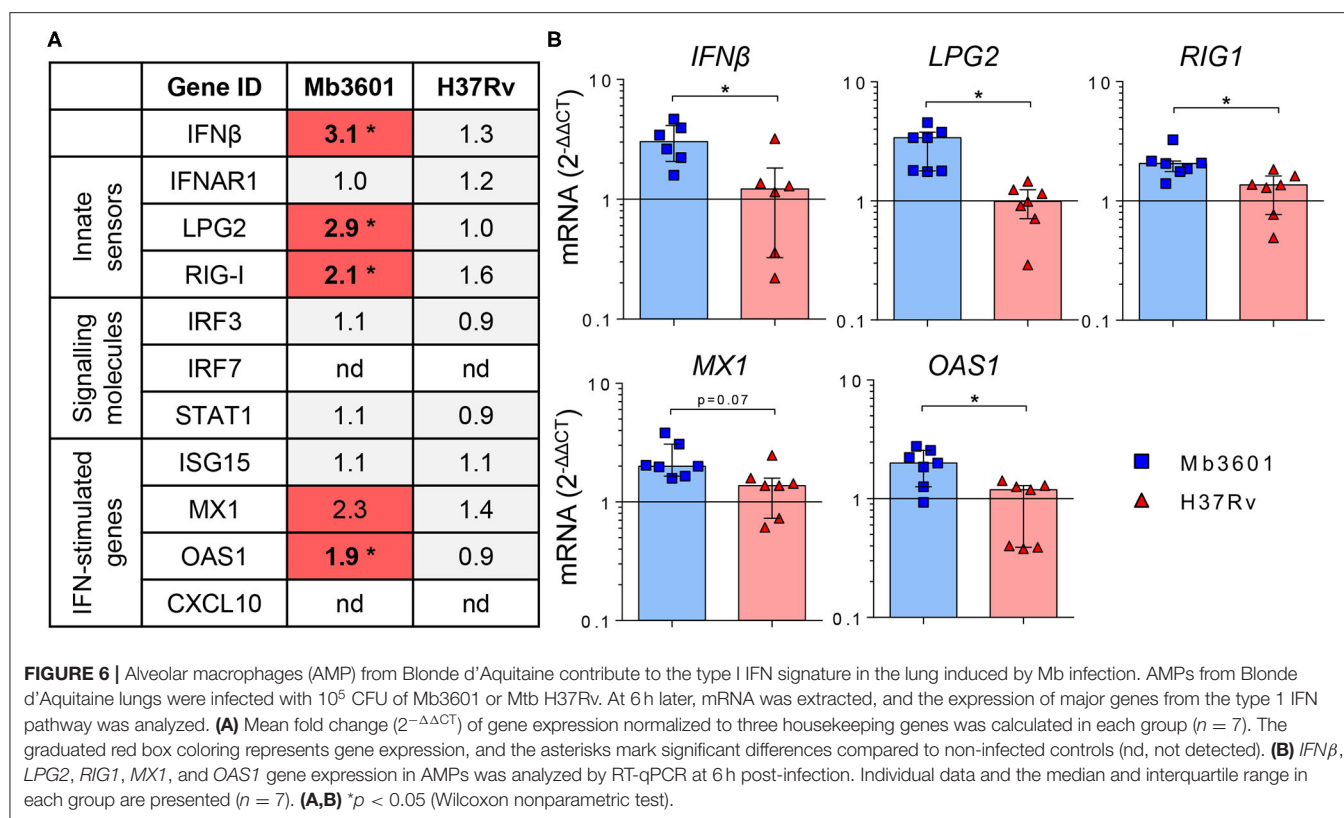 A
Gene ID Mb3601 H37Rv
IFNβ 3.1 * 1.3
Innate sensors
IFNAR1 1.0 1.2
LPG2 2.9 * 1.0
RIG-I 2.1 * 1.6
Signalling molecules
IRF3 1.1 0.9
IRF7 nd nd
STAT1 1.1 0.9
IFN-stimulated genes
ISG15 1.1 1.1
MX1 2.3 1.4
OAS1 1.9 * 0.9
CXCL10 nd nd
B
IFNβ LPG2 RIG1
mRNA (2-ΔΔCT)
10 10 10
* * *
1 1 1
0.1 0.1 0.1
MX1 OAS1
mRNA (2-ΔΔCT)
10 10
p=0.07 *
1 1
0.1 0.1
Mb3601
H37Rv
FIGURE 6 | Alveolar macrophages (AMP) from Blonde d'Aquitaine contribute to the type I IFN signature in the lung induced by Mb infection. AMPs from Blonde
d'Aquitaine lungs were infected with 10⁵ CFU of Mb3601 or Mtb H37Rv. At 6 h later, mRNA was extracted, and the expression of major genes from the type 1 IFN
pathway was analyzed. (A) Mean fold change (2−ΔΔCT) of gene expression normalized to three housekeeping genes was calculated in each group (n = 7). The
graduated red box coloring represents gene expression, and the asterisks mark significant differences compared to non-infected controls (nd, not detected). (B) IFNβ,
LPG2, RIG1, MX1, and OAS1 gene expression in AMPs was analyzed by RT-qPCR at 6 h post-infection. Individual data and the median and interquartile range in
each group are presented (n = 7). (A,B) *p < 0.05 (Wilcoxon nonparametric test).